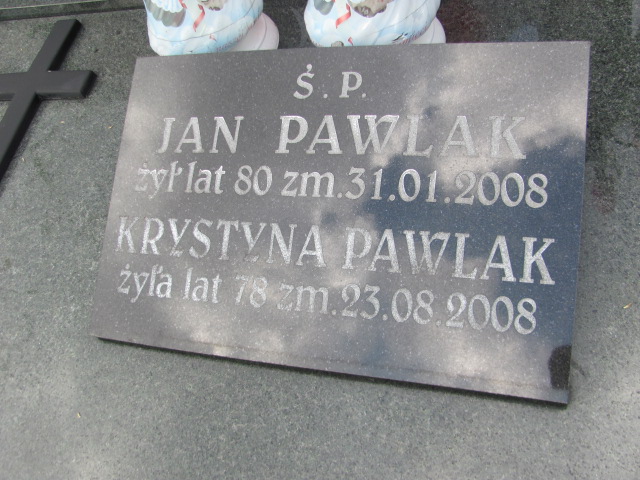 Ś.P.
JAN PAWLAK
żył lat 80 zm.31.01.2008
KRYSTYNA PAWLAK
żyła lat 78 zm.23.08.2008